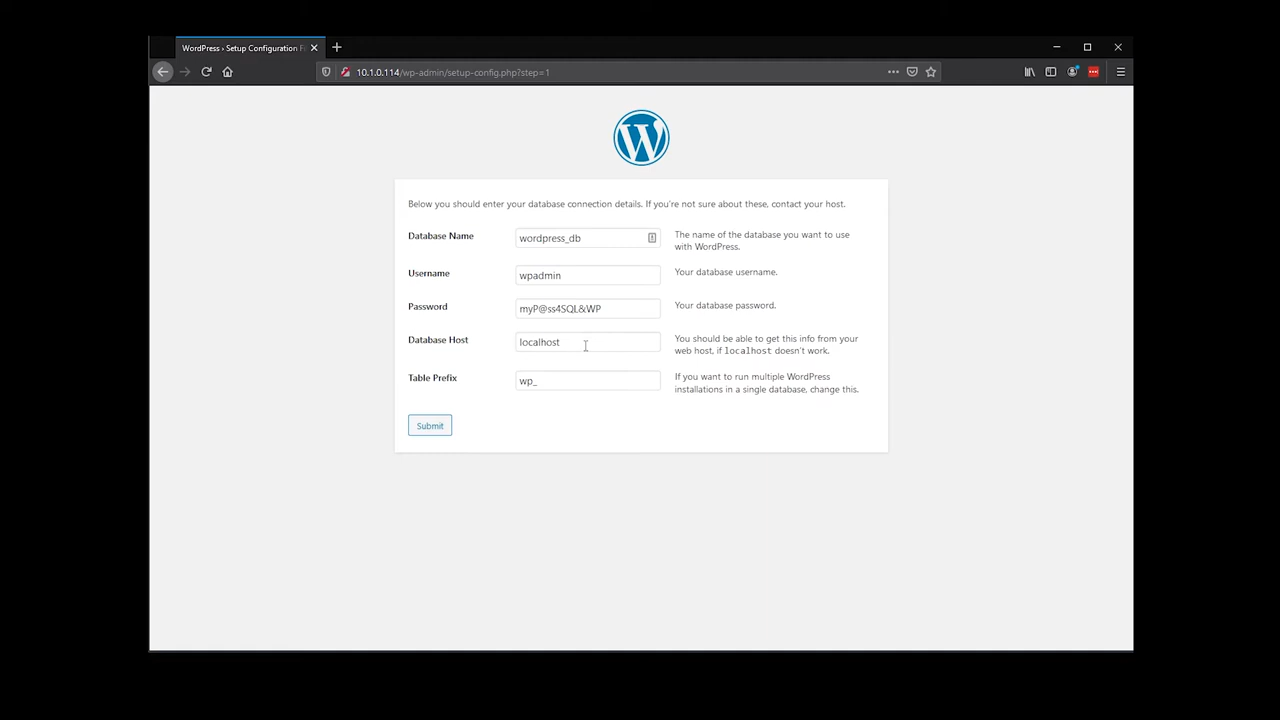 WordPress › Setup Configuration Fi
10.1.0.114/wp-admin/setup-config.php?step=1
Below you should enter your database connection details. If you're not sure about these, contact your host.
Database Name
wordpress_db
The name of the database you want to use
with WordPress.
Username
wpadmin
Your database username.
Password
myP@ss4SQL&WP
Your database password.
Database Host
localhost
You should be able to get this info from your
web host, if localhost doesn't work.
Table Prefix
wp_
If you want to run multiple WordPress
installations in a single database, change this.
Submit